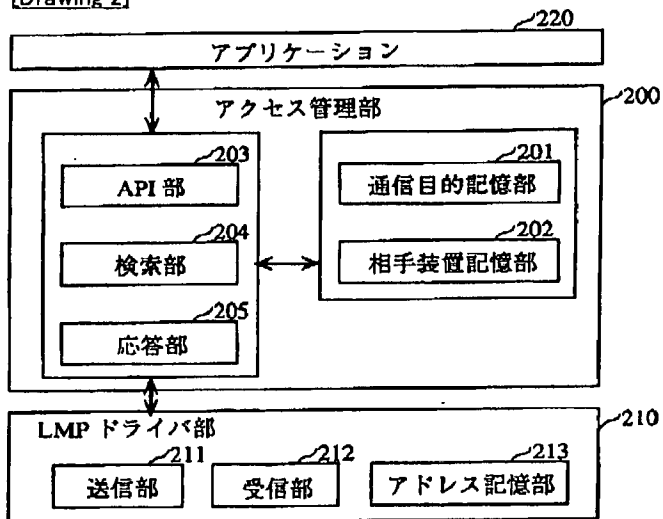 [Drawing 2]
220
アプリケーション
200
アクセス管理部
203
API 部
201
通信目的記憶部
204
検索部
202
相手装置記憶部
205
応答部
210
LMP ドライバ部
211
送信部
212
受信部
213
アドレス記憶部